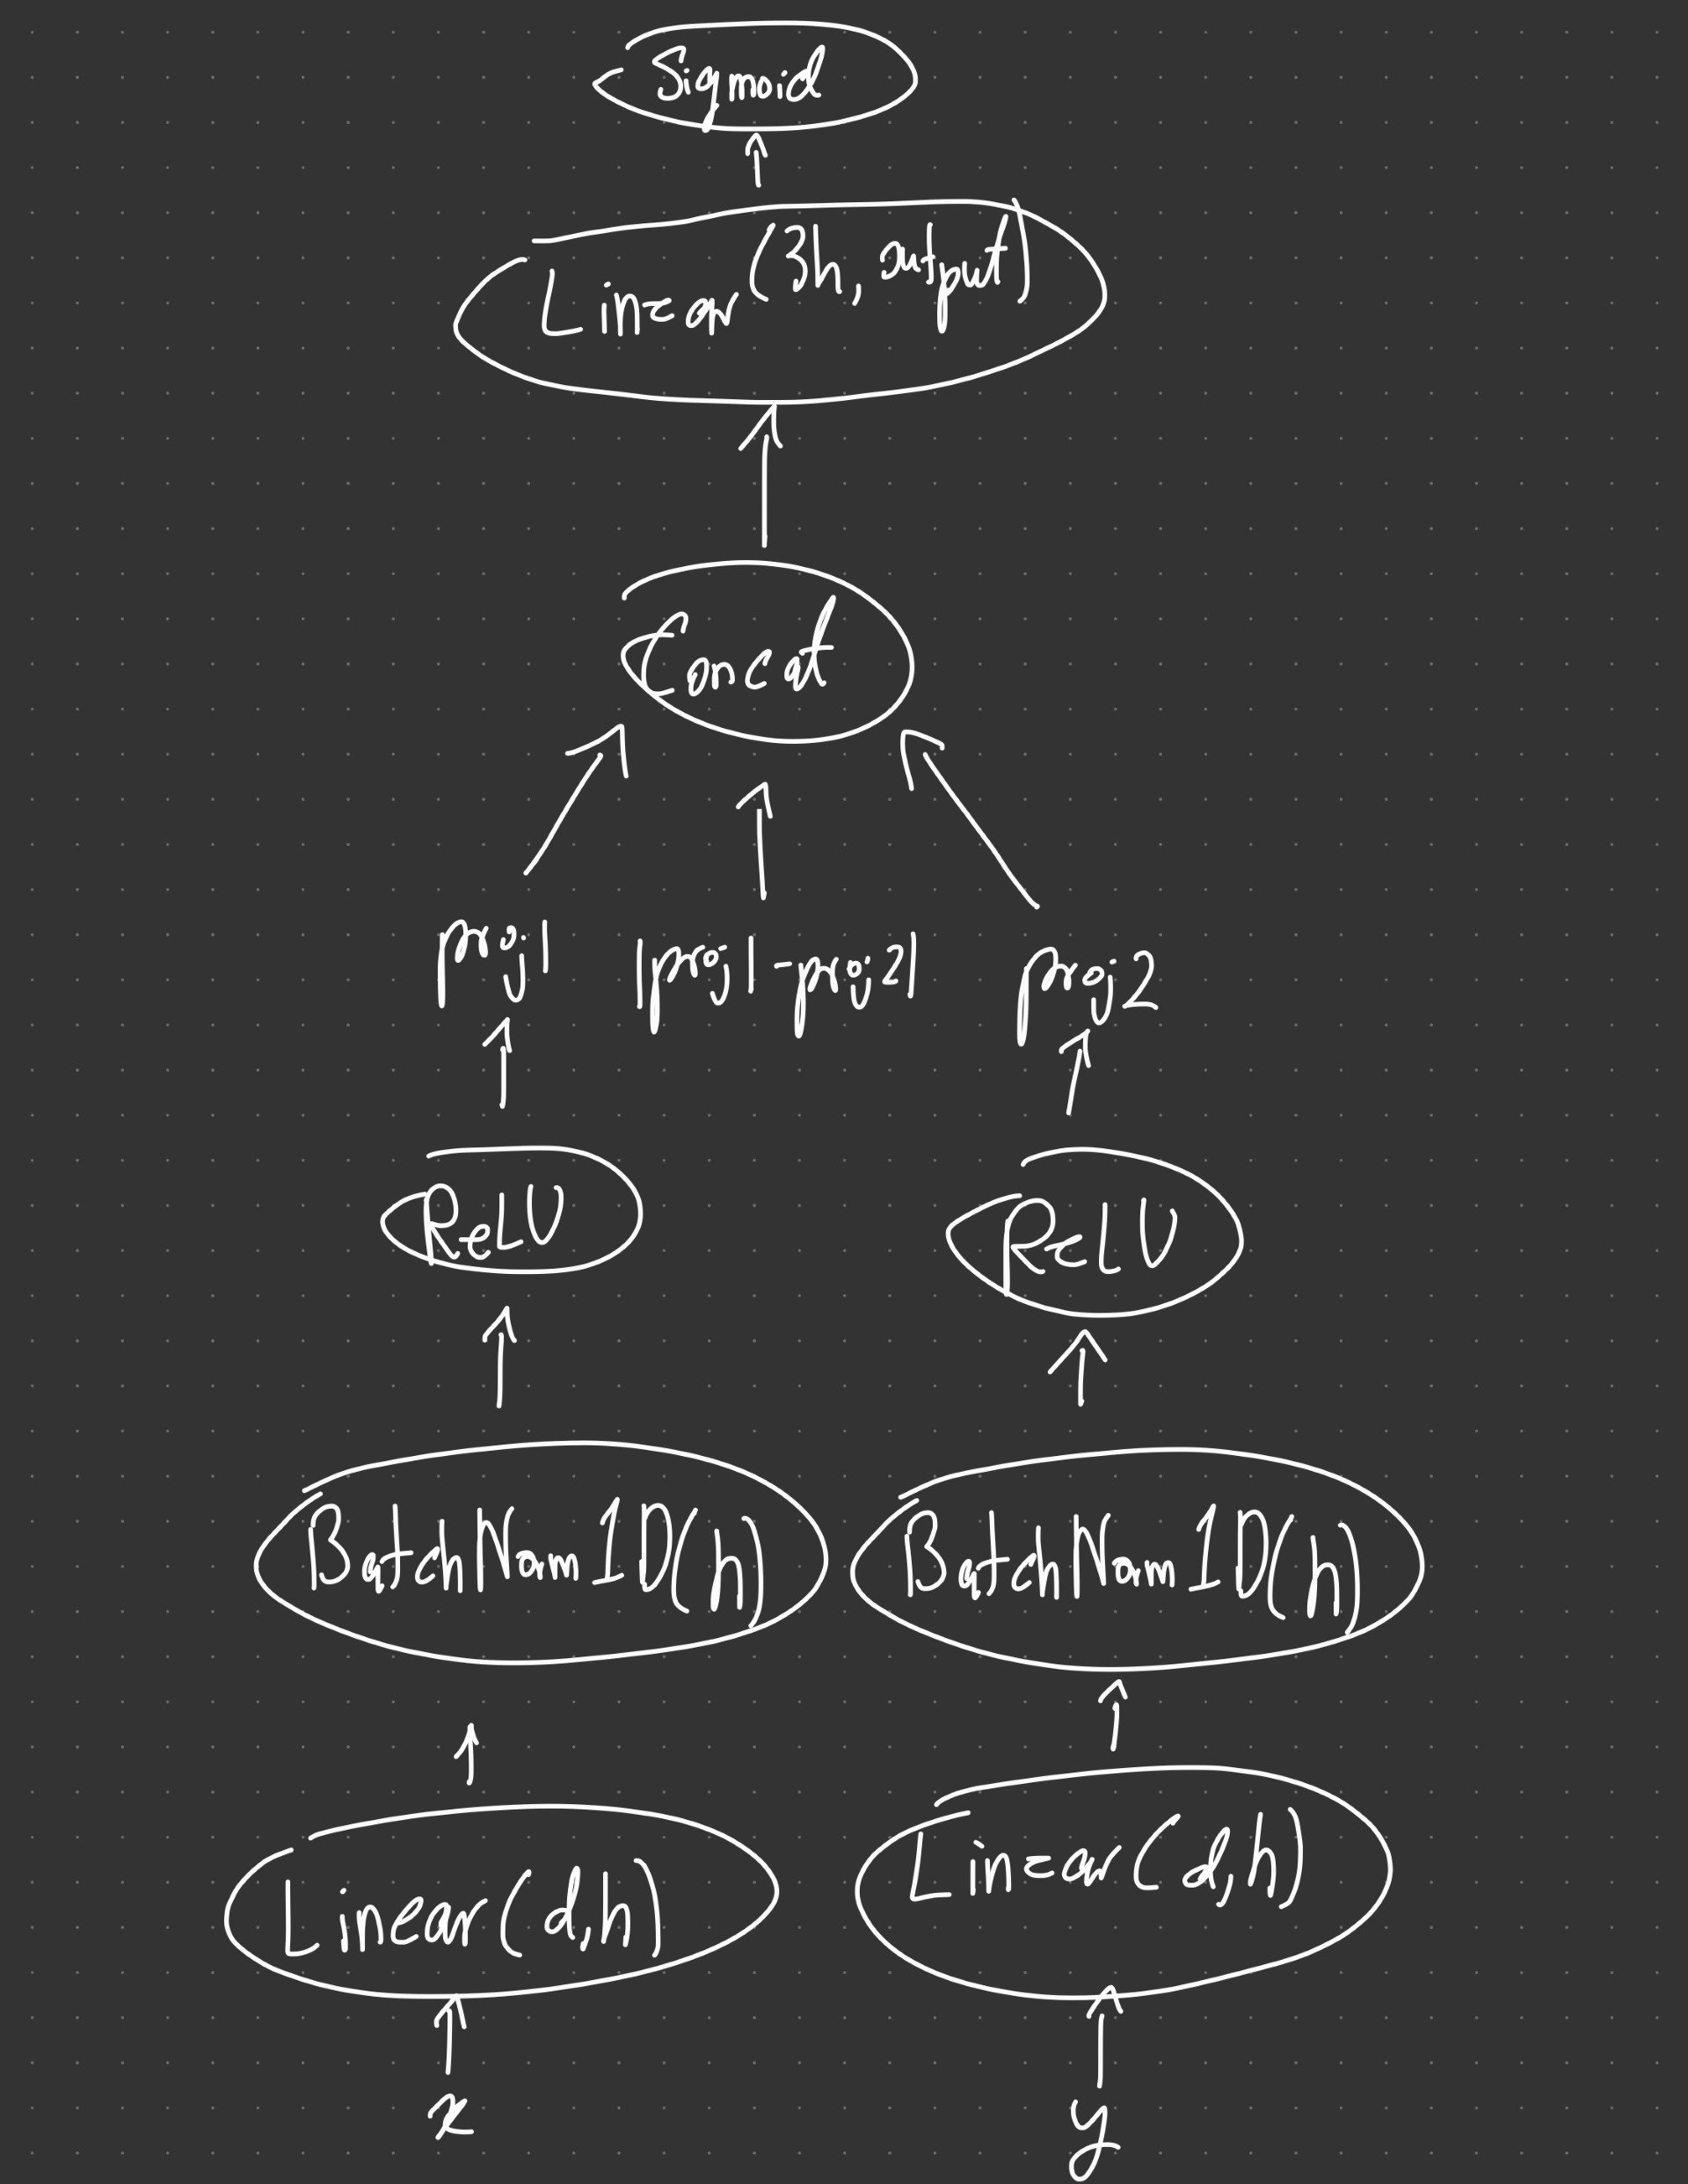 Sigmoid
Linear(3h, output)
Concat
proj1
|proj1 - proj2|
proj2
ReLU
ReLU
BatchNorm1D(h)
BatchNorm1D(h)
Linear(d,h)
Linear(d,h)
x
y